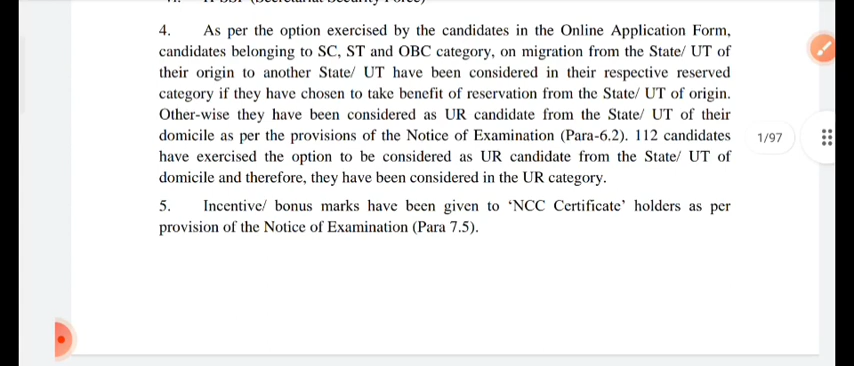 4. As per the option exercised by the candidates in the Online Application Form,
candidates belonging to SC, ST and OBC category, on migration from the State/ UT of
their origin to another State/ UT have been considered in their respective reserved
category if they have chosen to take benefit of reservation from the State/ UT of origin.
Other-wise they have been considered as UR candidate from the State/ UT of their
domicile as per the provisions of the Notice of Examination (Para-6.2). 112 candidates
have exercised the option to be considered as UR candidate from the State/ UT of
domicile and therefore, they have been considered in the UR category.
5. Incentive/ bonus marks have been given to ‘NCC Certificate’ holders as per
provision of the Notice of Examination (Para 7.5).
1/97